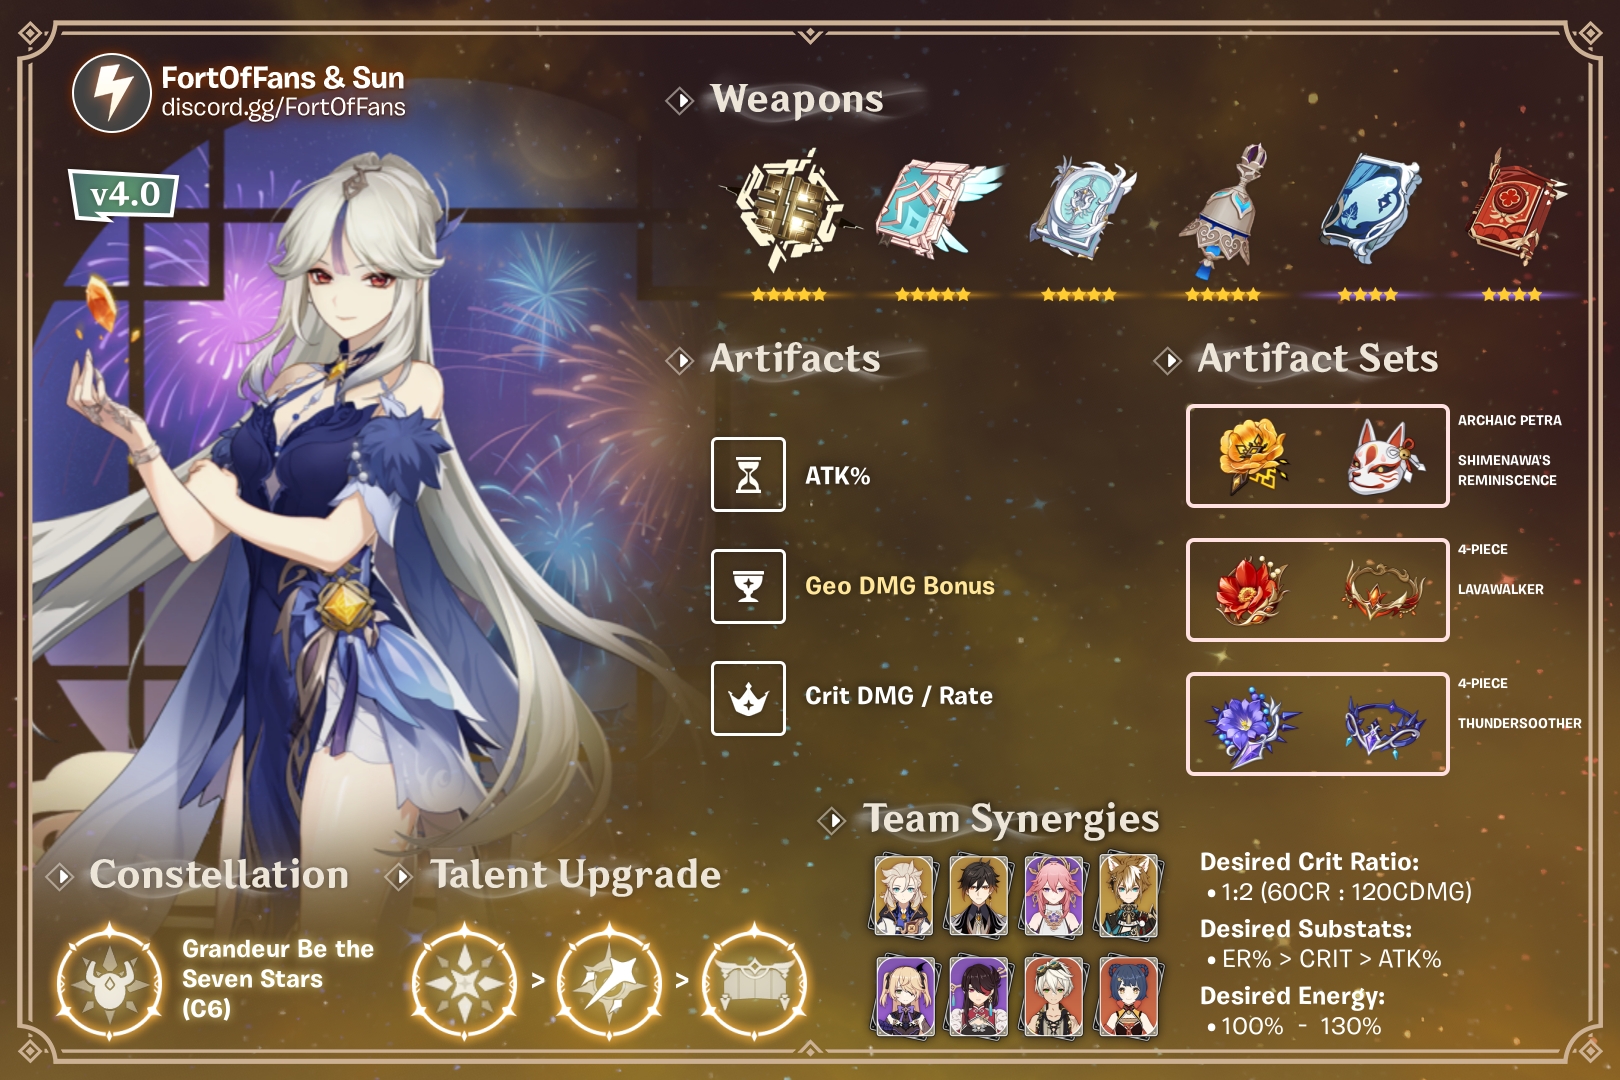 FortOfFans & Sun
discord.gg/FortOfFans
v4.0
Weapons
Artifacts
ATK%
Geo DMG Bonus
Crit DMG / Rate
Artifact Sets
ARCHAIC PETRA
SHIMENAWA'S
REMINISCENCE
4-PIECE
LAVAWALKER
4-PIECE
THUNDERSOOTHER
Constellation
Grandeur Be the
Seven Stars
(C6)
Talent Upgrade
> >
Team Synergies
Desired Crit Ratio:
• 1:2 (60CR : 120CDMG)
Desired Substats:
• ER% > CRIT > ATK%
Desired Energy:
• 100% - 130%